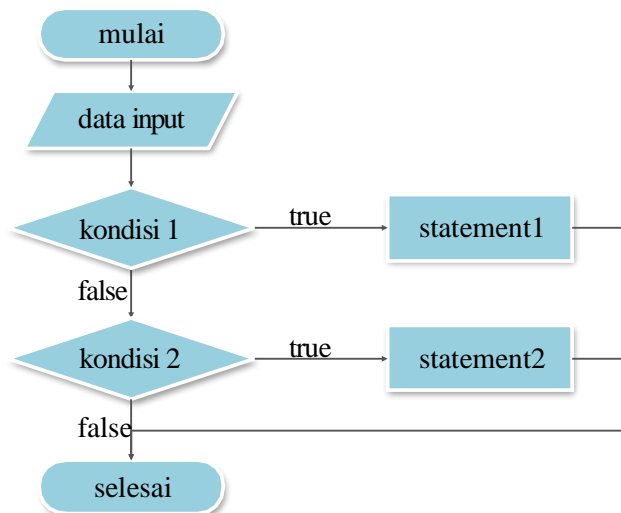 mulai
data input
kondisi 1
true
statement1
false
kondisi 2
true
statement2
false
selesai